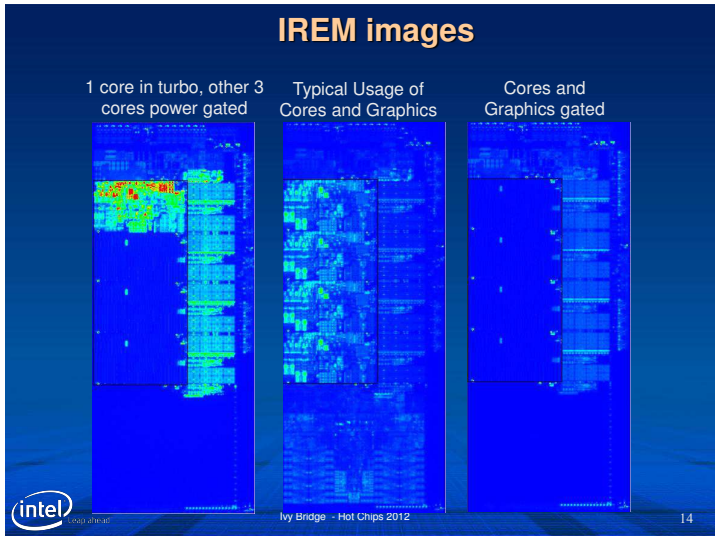 IREM images
1 core in turbo, other 3
cores power gated
Typical Usage of
Cores and Graphics
Cores and
Graphics gated
intel
Leap ahead
Ivy Bridge - Hot Chips 2012
14